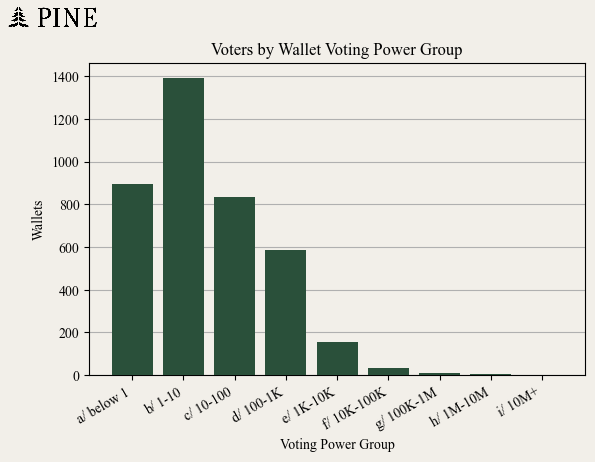 PINE
Voters by Wallet Voting Power Group
1400
1200
1000
800
600
400
200
0
Wallets
a/ below 1
b/ 1-10
c/ 10-100
d/ 100-1K
e/ 1K-10K
f/ 10K-100K
g/ 100K-1M
h/ 1M-10M
i/ 10M+
Voting Power Group